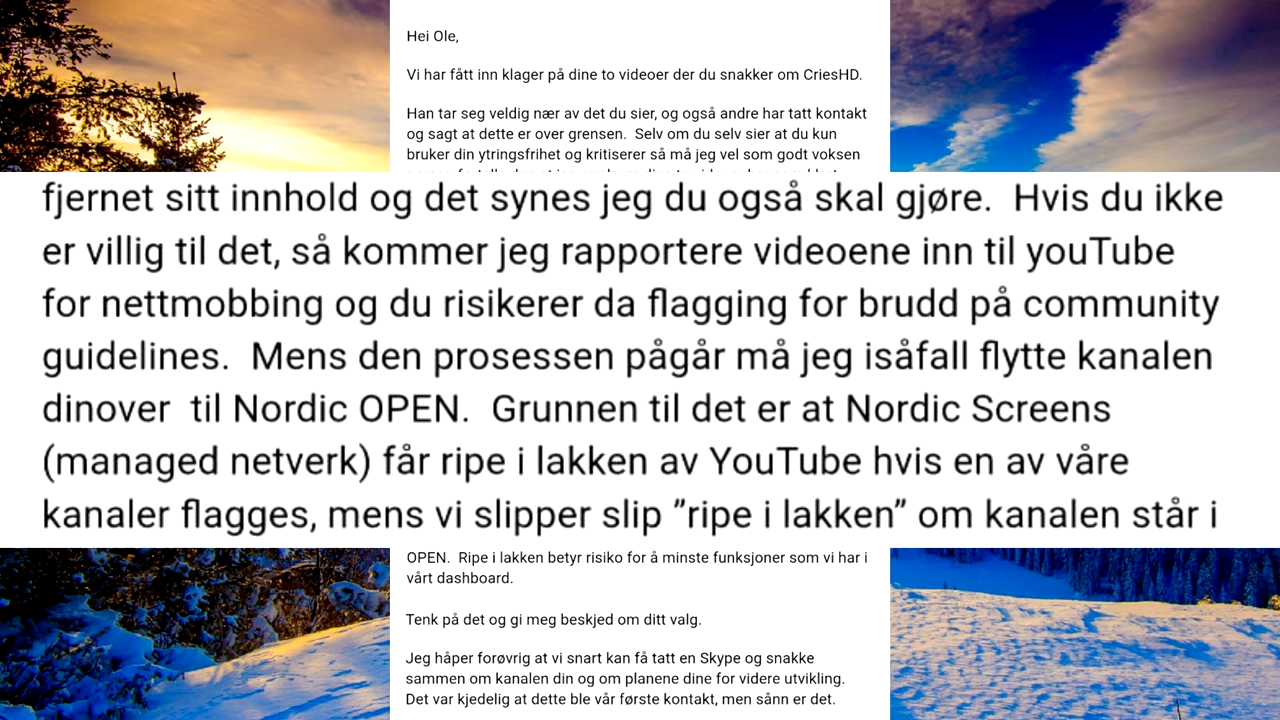 Hei Ole,
Vi har fått inn klager på dine to videoer der du snakker om CriesHD.
Han tar seg veldig nær av det du sier, og også andre har tatt kontakt
og sagt at dette er over grensen.  Selv om du selv sier at du kun
bruker din ytringsfrihet og kritiserer så må jeg vel som godt voksen
fjernet sitt innhold og det synes jeg du også skal gjøre.  Hvis du ikke
er villig til det, så kommer jeg rapportere videoene inn til youTube
for nettmobbing og du risikerer da flagging for brudd på community
guidelines.  Mens den prosessen pågår må jeg isåfall flytte kanalen
dinover  til Nordic OPEN.  Grunnen til det er at Nordic Screens
(managed netverk) får ripe i lakken av YouTube hvis en av våre
kanaler flagges, mens vi slipper slip ”ripe i lakken” om kanalen står i
OPEN.  Ripe i lakken betyr risiko for å minste funksjoner som vi har i
vårt dashboard.
Tenk på det og gi meg beskjed om ditt valg.
Jeg håper forøvrig at vi snart kan få tatt en Skype og snakke
sammen om kanalen din og om planene dine for videre utvikling.
Det var kjedelig at dette ble vår første kontakt, men sånn er det.